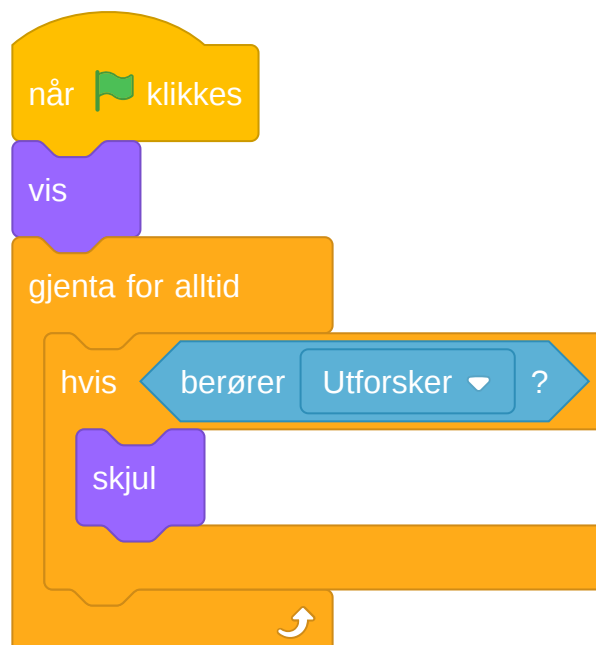 når klikkes
vis
gjenta for alltid
hvis berører Utforsker ?
skjul